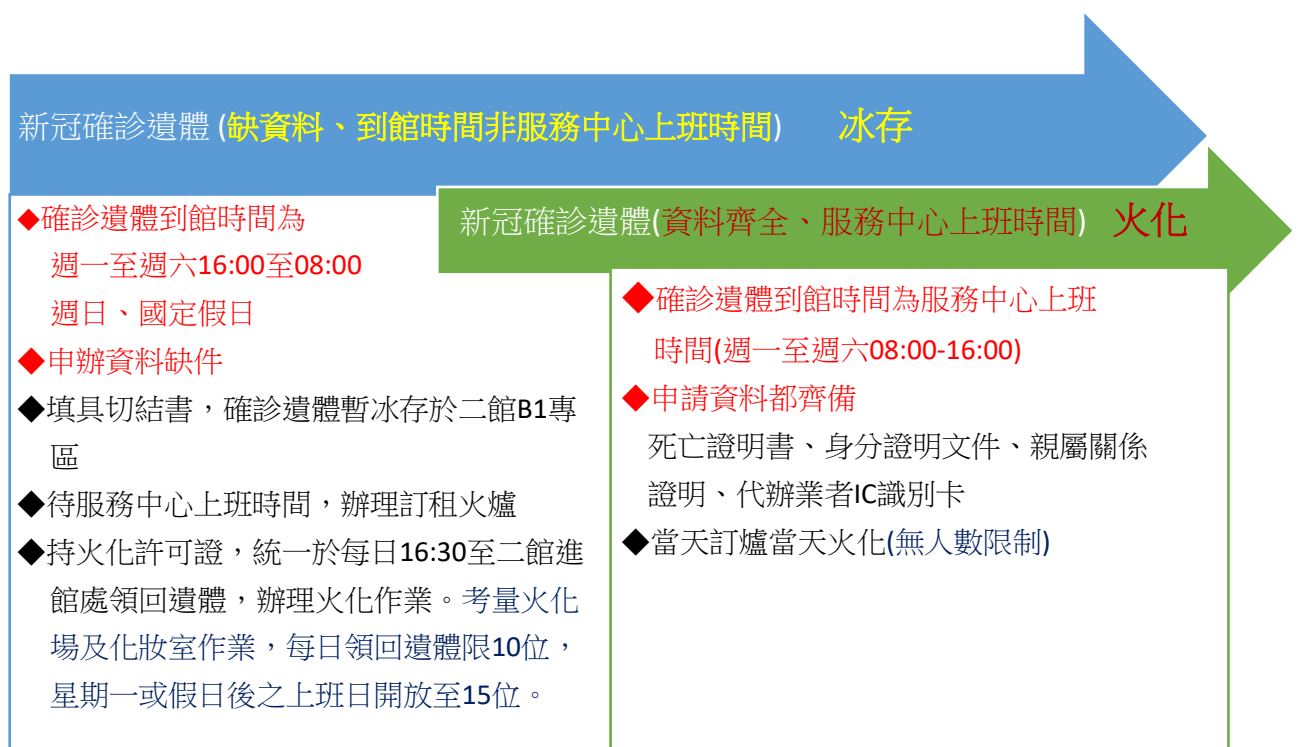 新冠確診遺體 (缺資料、到館時間非服務中心上班時間) 冰存
◆確診遺體到館時間為
週一至週六16:00至08:00
週日、國定假日
◆申辦資料缺件
◆填具切結書，確診遺體暫冰存於二館B1專
區
◆待服務中心上班時間，辦理訂租火爐
◆持火化許可證，統一於每日16:30至二館進
館處領回遺體，辦理火化作業。考量火化
場及化妝室作業，每日領回遺體限10位，
星期一或假日後之上班日開放至15位。
新冠確診遺體(資料齊全、服務中心上班時間) 火化
◆確診遺體到館時間為服務中心上班
時間(週一至週六08:00-16:00)
◆申請資料都齊備
死亡證明書、身分證明文件、親屬關係
證明、代辦業者IC識別卡
◆當天訂爐當天火化(無人數限制)